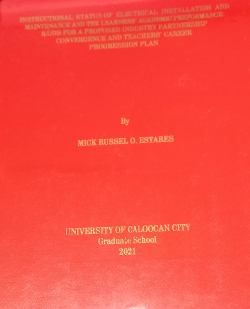 INSTRUCTIONAL STATUS OF ELECTRICAL INSTALLATION AND
MAINTENANCE AND THE LEARNERS' ACADEMIC PERFORMANCE:
BASIS FOR A PROPOSED INDUSTRY PARTNERSHIP
CONVERGENCE AND TEACHERS' CAREER
PROGRESSION PLAN
By
MICK RUSSEL O. ESTARES
UNIVERSITY OF CALOOCAN CITY
Graduate School
2021